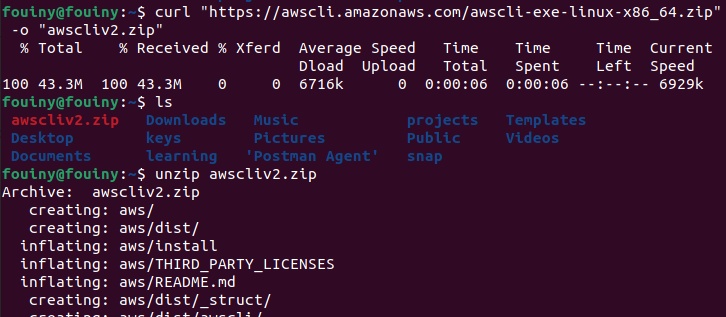 fouiny@fouiny:~$ curl "https://awscli.amazonaws.com/awscli-exe-linux-x86_64.zip"
-o "awscliv2.zip"
% Total % Received % Xferd Average Speed Time Time Time Current
Dload Upload Total Spent Left Speed
100 43.3M 100 43.3M 0 0 6716k 0 0:00:06 0:00:06 --:--:-- 6929k
fouiny@fouiny:~$ ls
awscliv2.zip Downloads Music projects Templates
Desktop keys Pictures Public Videos
Documents learning 'Postman Agent' snap
fouiny@fouiny:~$ unzip awscliv2.zip
Archive: awscliv2.zip
creating: aws/
creating: aws/dist/
inflating: aws/install
inflating: aws/THIRD_PARTY_LICENSES
inflating: aws/README.md
creating: aws/dist/_struct/
creating: aws/dist/awscli/